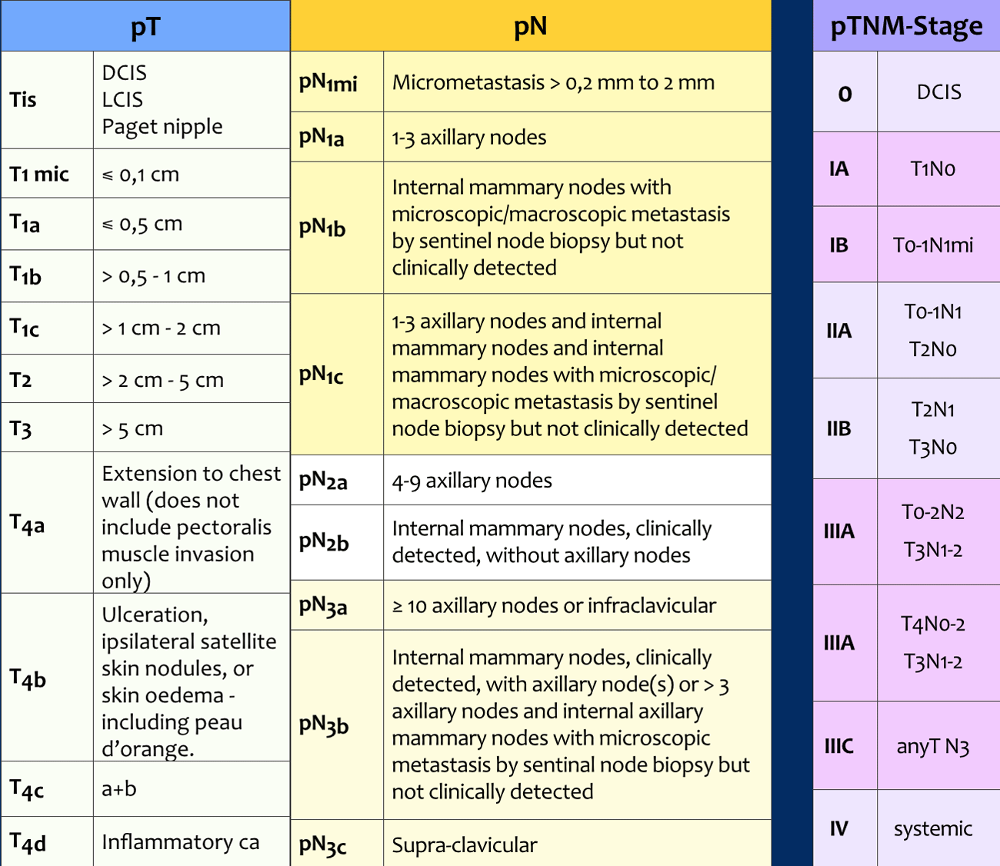 pT
Tis
DCIS
LCIS
Paget nipple
T1 mic
≤ 0,1 cm
T1a
≤ 0,5 cm
T1b
> 0,5 - 1 cm
T1c
> 1 cm - 2 cm
T2
> 2 cm - 5 cm
T3
> 5 cm
T4a
Extension to chest
wall (does not
include pectoralis
muscle invasion
only)
T4b
Ulceration,
ipsilateral satellite
skin nodules, or
skin oedema -
including peau
d’orange.
T4c
a+b
T4d
Inflammatory ca
pN
pN1mi
Micrometastasis > 0,2 mm to 2 mm
pN1a
1-3 axillary nodes
pN1b
Internal mammary nodes with
microscopic/macroscopic metastasis
by sentinel node biopsy but not
clinically detected
pN1c
1-3 axillary nodes and internal
mammary nodes and internal
mammary nodes with microscopic/
macroscopic metastasis by sentinel
node biopsy but not clinically detected
pN2a
4-9 axillary nodes
pN2b
Internal mammary nodes, clinically
detected, without axillary nodes
pN3a
≥ 10 axillary nodes or infraclavicular
pN3b
Internal mammary nodes, clinically
detected, with axillary node(s) or > 3
axillary nodes and internal axillary
mammary nodes with microscopic
metastasis by sentinal node biopsy but
not clinically detected
pN3c
Supra-clavicular
pTNM-Stage
0
DCIS
IA
T1N0
IB
T0-1N1mi
IIA
T0-1N1
T2N0
IIB
T2N1
T3N0
IIIA
T0-2N2
T3N1-2
IIIA
T4N0-2
T3N1-2
IIIC
anyT N3
IV
systemic